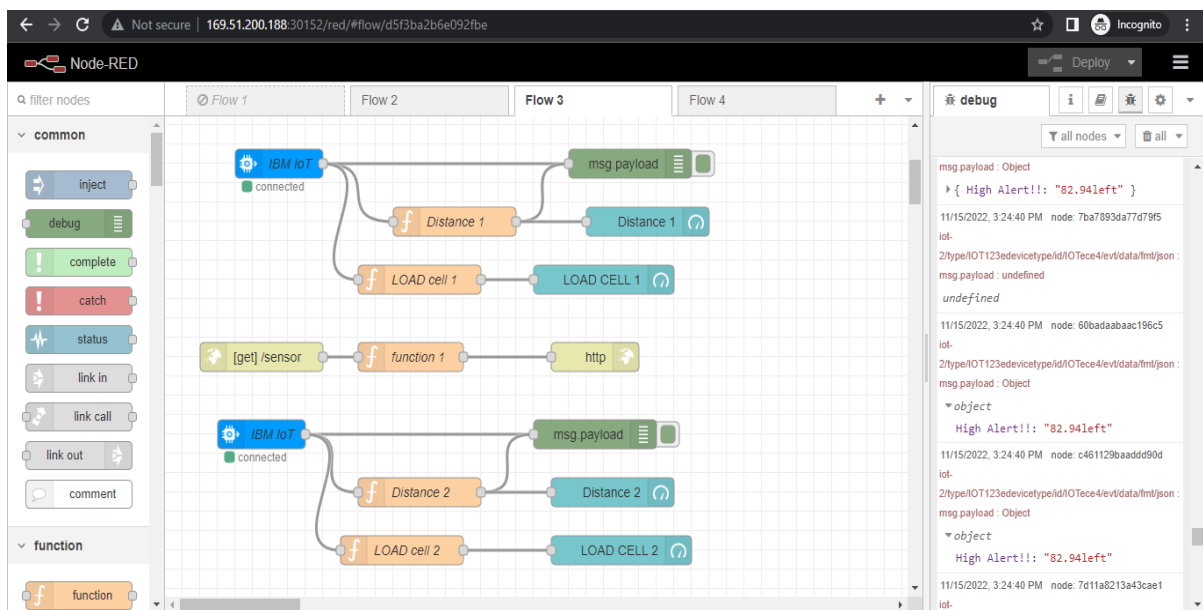 Not secure | 169.51.200.188:30152/red/#flow/d5f3ba2b6e092fbe
Incognito
Node-RED
Deploy
filter nodes
Flow 1
Flow 2
Flow 3
Flow 4
debug
i
all nodes
all
common
inject
debug
complete
catch
status
link in
link call
link out
comment
function
function
IBM IoT
connected
msg.payload
Distance 1
Distance 1
LOAD cell 1
LOAD CELL 1
[get] /sensor
function 1
http
IBM IoT
connected
msg.payload
Distance 2
Distance 2
LOAD cell 2
LOAD CELL 2
msg.payload : Object
{ High Alert!!: "82.94left" }
11/15/2022, 3:24:40 PM node: 7ba7893da77d79f5
iot-
2/type/IOT123edevicetype/id/IOTece4/evt/data/fmt/json :
msg.payload : undefined
undefined
11/15/2022, 3:24:40 PM node: 60badaabaac196c5
iot-
2/type/IOT123edevicetype/id/IOTece4/evt/data/fmt/json :
msg.payload : Object
object
High Alert!!: "82.94left"
11/15/2022, 3:24:40 PM node: c461129baaddd90d
iot-
2/type/IOT123edevicetype/id/IOTece4/evt/data/fmt/json :
msg.payload : Object
object
High Alert!!: "82.94left"
11/15/2022, 3:24:40 PM node: 7d11a8213a43cae1
iot-